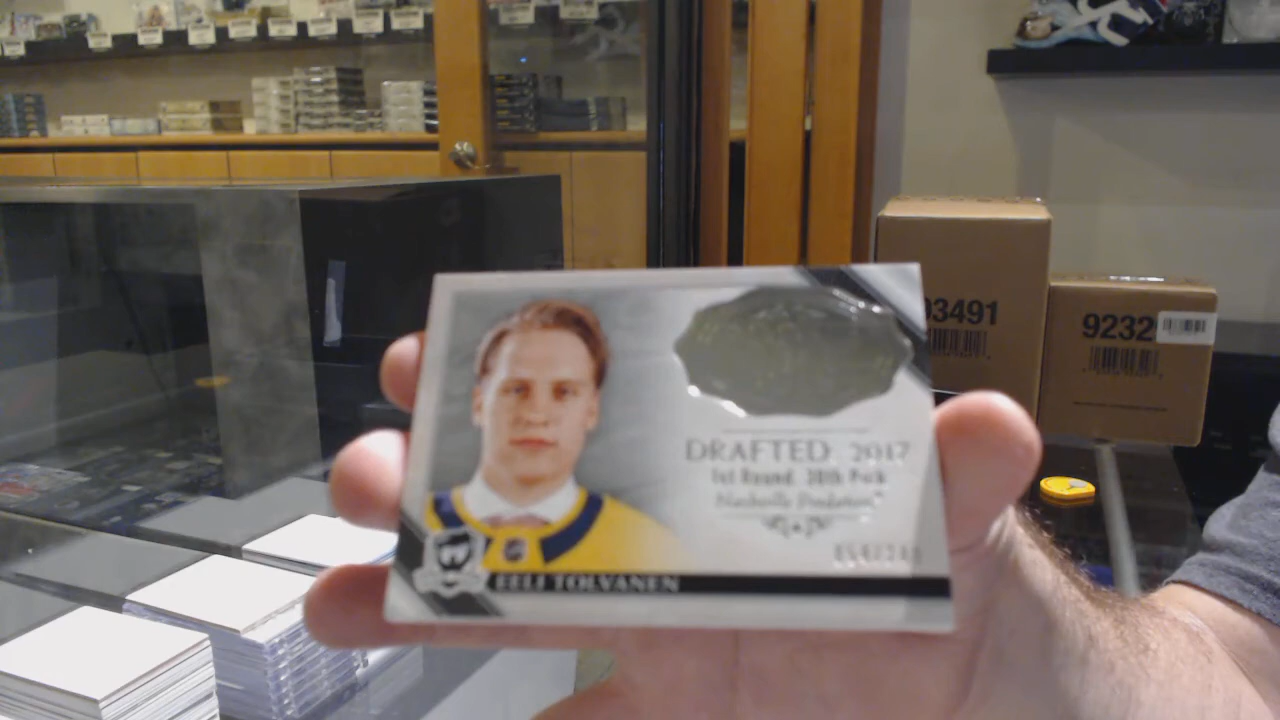 93491
9232
DRAFTED 2017
1st Round. 30th Pick
Nashville Predators
EELI TOLVANEN